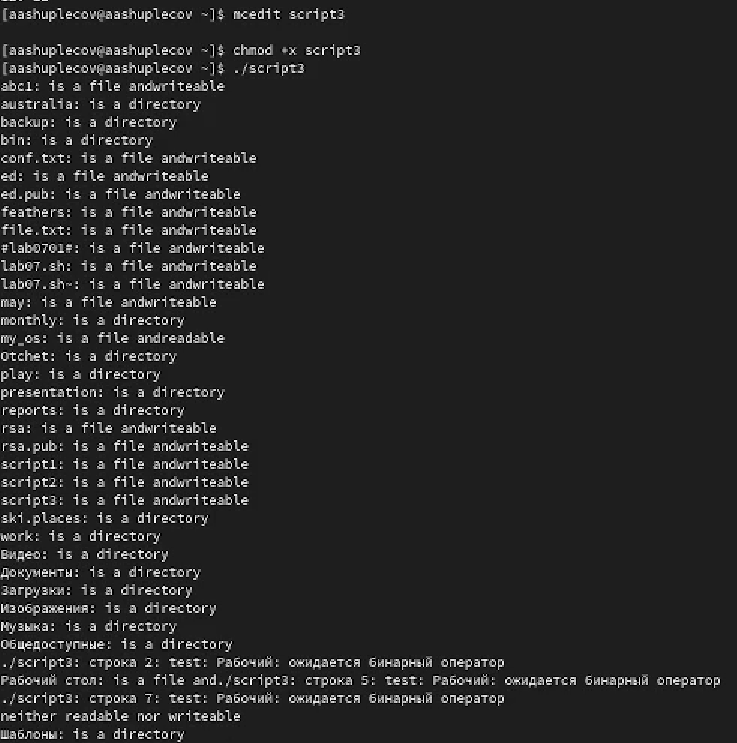 [aashuplecov@aashuplecov ~]$ mcedit script3
[aashuplecov@aashuplecov ~]$ chmod +x script3
[aashuplecov@aashuplecov ~]$ ./script3
abc1: is a file andwriteable
australia: is a directory
backup: is a directory
bin: is a directory
conf.txt: is a file andwriteable
ed: is a file andwriteable
ed.pub: is a file andwriteable
feathers: is a file andwriteable
file.txt: is a file andwriteable
#lab0701#: is a file andwriteable
lab07.sh: is a file andwriteable
lab07.sh~: is a file andwriteable
may: is a file andwriteable
monthly: is a directory
my_os: is a file andreadable
Otchet: is a directory
play: is a directory
presentation: is a directory
reports: is a directory
rsa: is a file andwriteable
rsa.pub: is a file andwriteable
script1: is a file andwriteable
script2: is a file andwriteable
script3: is a file andwriteable
ski.places: is a directory
work: is a directory
Видео: is a directory
Документы: is a directory
Загрузки: is a directory
Изображения: is a directory
Музыка: is a directory
Общедоступные: is a directory
./script3: строка 2: test: Рабочий: ожидается бинарный оператор
Рабочий стол: is a file and./script3: строка 5: test: Рабочий: ожидается бинарный оператор
./script3: строка 7: test: Рабочий: ожидается бинарный оператор
neither readable nor writeable
Шаблоны: is a directory